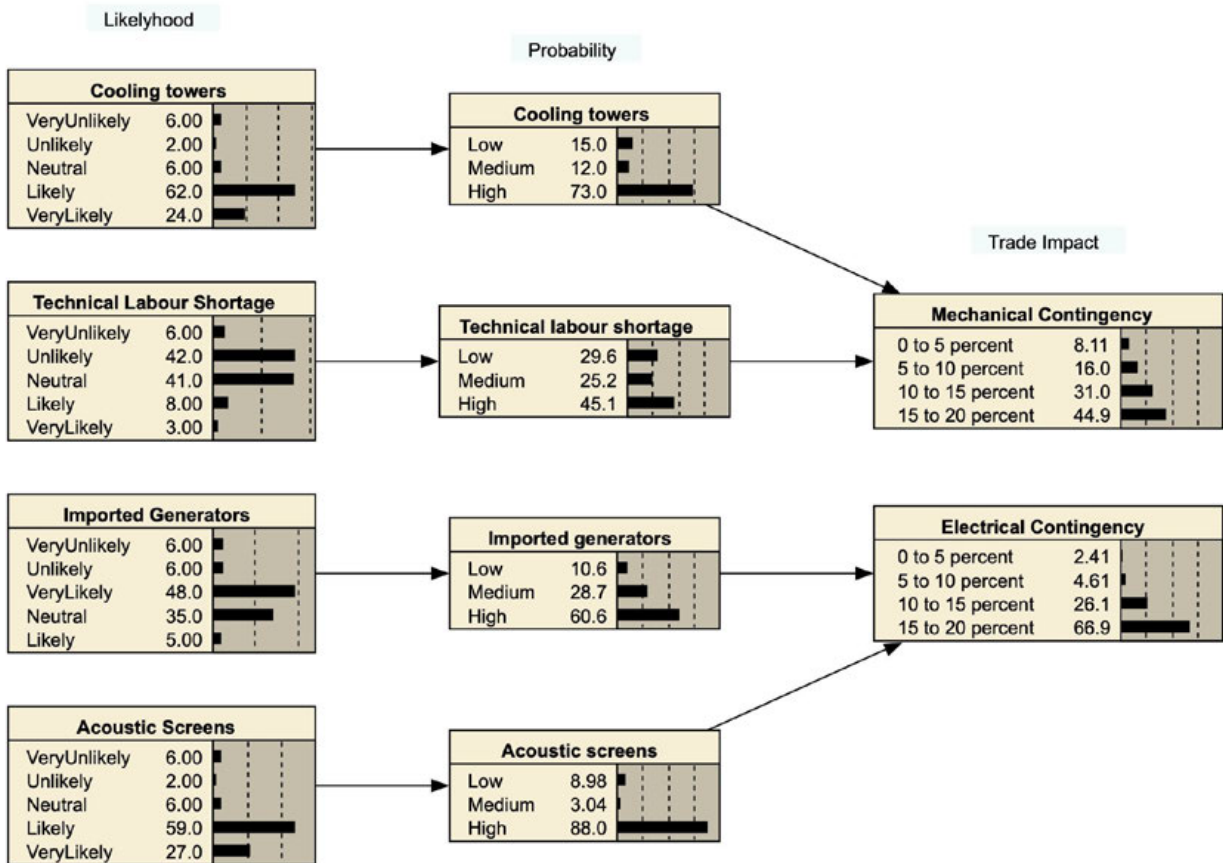 Likelyhood
Probability
Cooling towers
VeryUnlikely 6.00
Unlikely 2.00
Neutral 6.00
Likely 62.0
VeryLikely 24.0
Cooling towers
Low 15.0
Medium 12.0
High 73.0
Trade Impact
Technical Labour Shortage
VeryUnlikely 6.00
Unlikely 42.0
Neutral 41.0
Likely 8.00
VeryLikely 3.00
Technical labour shortage
Low 29.6
Medium 25.2
High 45.1
Mechanical Contingency
0 to 5 percent 8.11
5 to 10 percent 16.0
10 to 15 percent 31.0
15 to 20 percent 44.9
Imported Generators
VeryUnlikely 6.00
Unlikely 6.00
VeryLikely 48.0
Neutral 35.0
Likely 5.00
Imported generators
Low 10.6
Medium 28.7
High 60.6
Electrical Contingency
0 to 5 percent 2.41
5 to 10 percent 4.61
10 to 15 percent 26.1
15 to 20 percent 66.9
Acoustic Screens
VeryUnlikely 6.00
Unlikely 2.00
Neutral 6.00
Likely 59.0
VeryLikely 27.0
Acoustic screens
Low 8.98
Medium 3.04
High 88.0